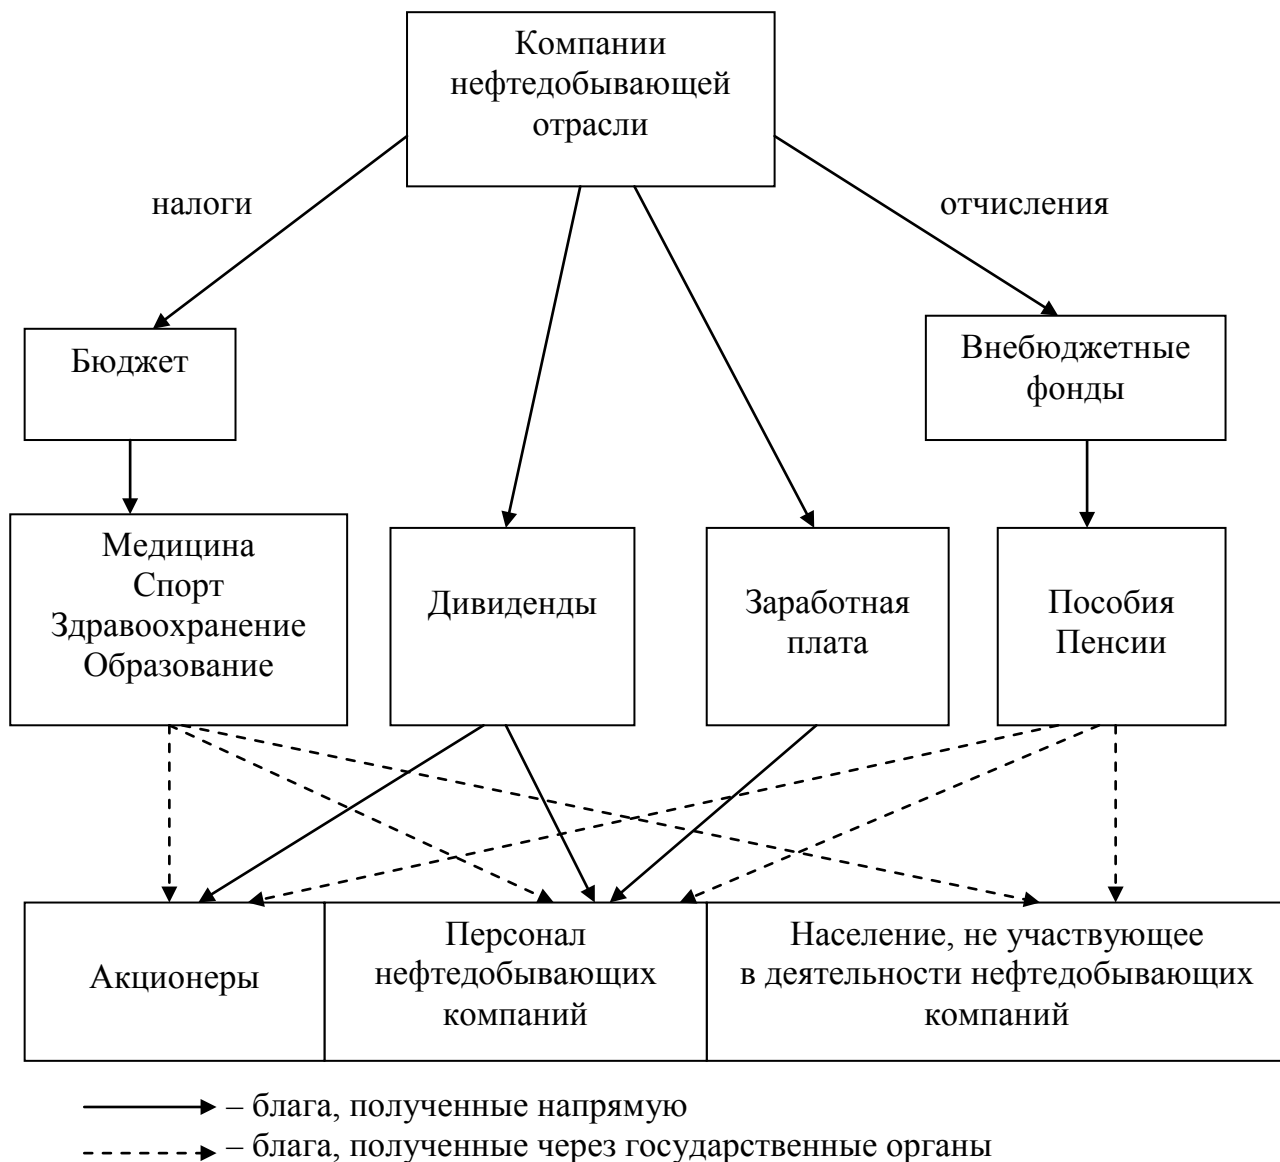 Компании
нефтедобывающей
отрасли
налоги
отчисления
Бюджет
Внебюджетные
фонды
Медицина
Спорт
Здравоохранение
Образование
Дивиденды
Заработная
плата
Пособия
Пенсии
Акционеры
Персонал
нефтедобывающих
компаний
Население, не участвующее
в деятельности нефтедобывающих
компаний
– блага, полученные напрямую
– блага, полученные через государственные органы